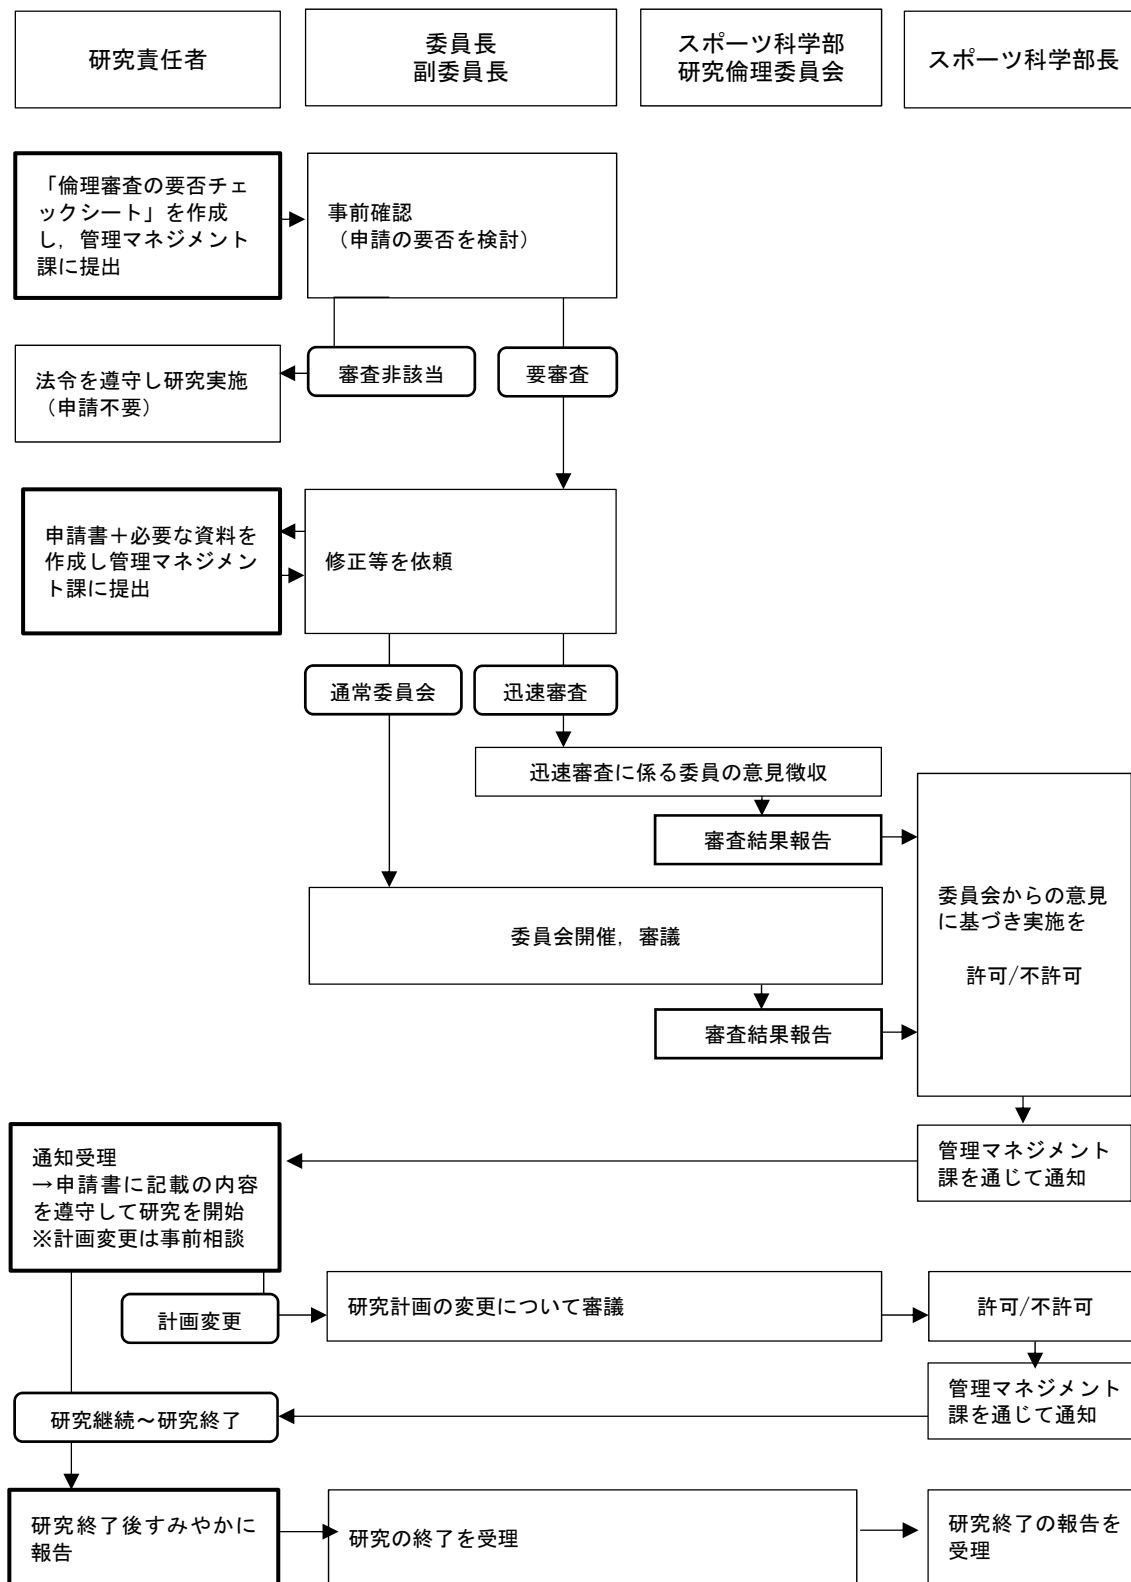 研究責任者
委員長
副委員長
スポーツ科学部
研究倫理委員会
スポーツ科学部長
「倫理審査の要否チェ
ックシート」を作成
し，管理マネジメント
課に提出
事前確認
（申請の要否を検討）
法令を遵守し研究実施
（申請不要）
審査非該当
要審査
申請書＋必要な資料を
作成し管理マネジメン
ト課に提出
修正等を依頼
通常委員会
迅速審査
迅速審査に係る委員の意見徴収
審査結果報告
委員会開催，審議
審査結果報告
委員会からの意見
に基づき実施を
許可/不許可
管理マネジメント
課を通じて通知
通知受理
→申請書に記載の内容
を遵守して研究を開始
※計画変更は事前相談
計画変更
研究計画の変更について審議
許可/不許可
管理マネジメント
課を通じて通知
研究継続～研究終了
研究終了後すみやかに
報告
研究の終了を受理
研究終了の報告を
受理